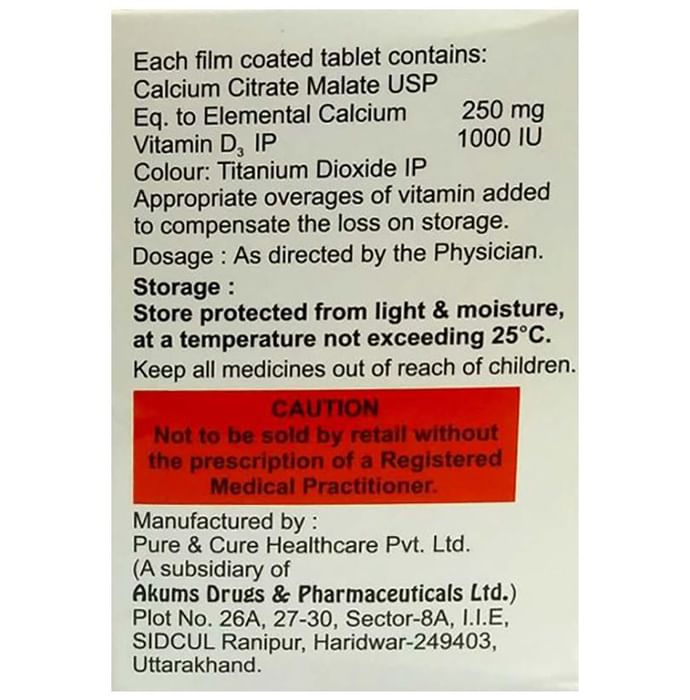 Each film coated tablet contains:
Calcium Citrate Malate USP
Eq. to Elemental Calcium 250 mg
Vitamin D₃ IP 1000 IU
Colour: Titanium Dioxide IP
Appropriate overages of vitamin added
to compensate the loss on storage.
Dosage : As directed by the Physician.
Storage :
Store protected from light & moisture,
at a temperature not exceeding 25°C.
Keep all medicines out of reach of children.
CAUTION
Not to be sold by retail without
the prescription of a Registered
Medical Practitioner.
Manufactured by :
Pure & Cure Healthcare Pvt. Ltd.
(A subsidiary of
Akums Drugs & Pharmaceuticals Ltd.)
Plot No. 26A, 27-30, Sector-8A, I.I.E,
SIDCUL Ranipur, Haridwar-249403,
Uttarakhand.